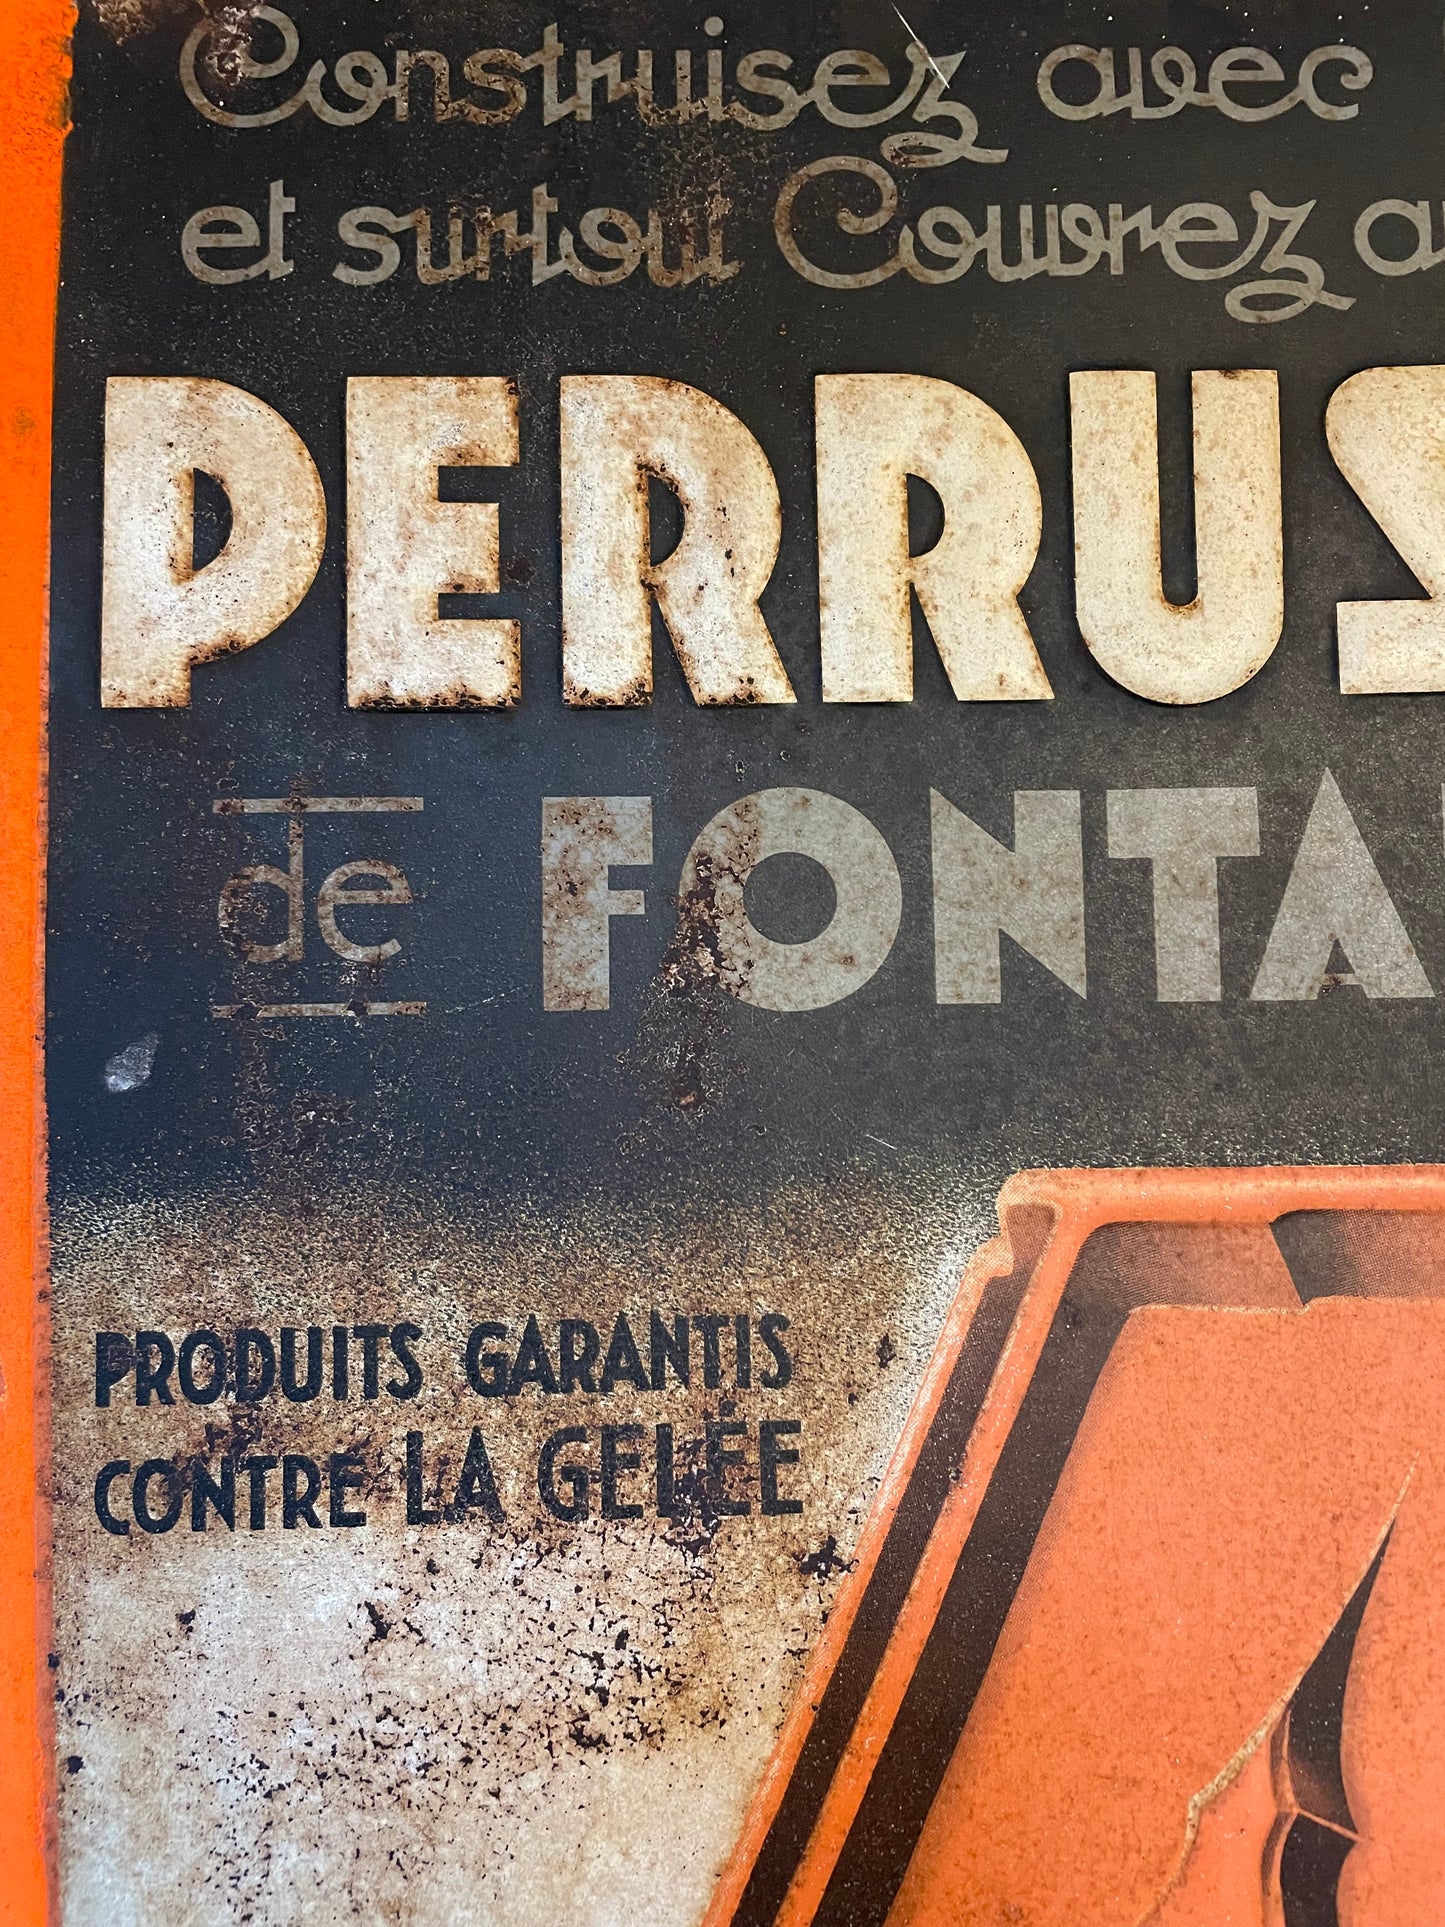 Construisez avec
et surtout Couvrez
PERRUS
de FONTA
PRODUITS GARANTIS
CONTRE LA GELÉE